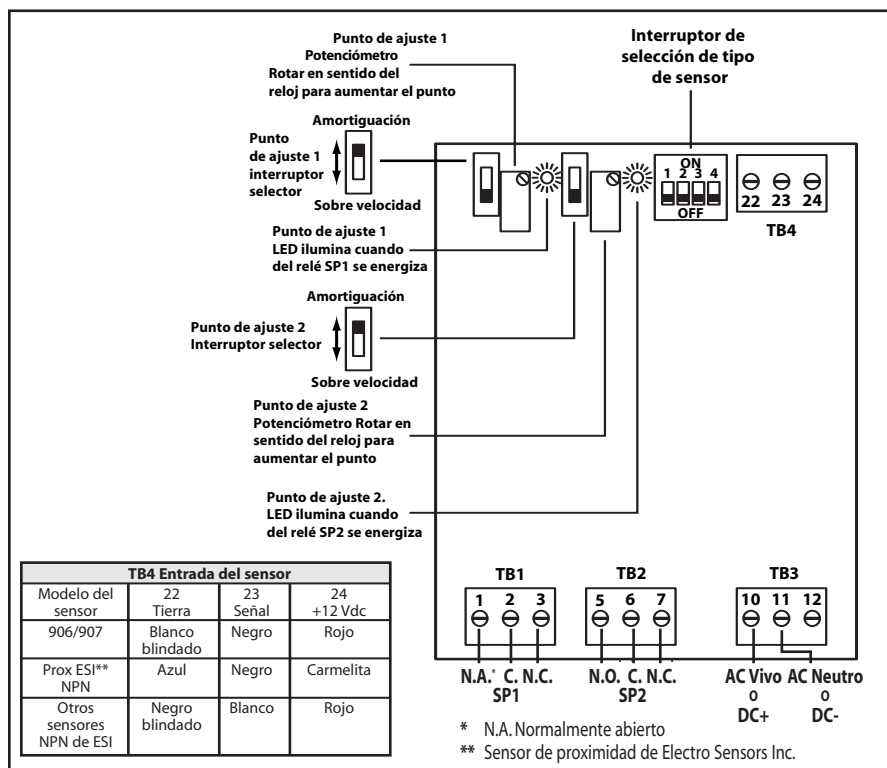 Punto de ajuste 1
Potenciómetro
Rotar en sentido del
reloj para aumentar el punto
Interruptor de
selección de tipo
de sensor
Amortiguación
Punto
de ajuste 1
interruptor
selector
Sobre velocidad
ON
1 2 3 4
OFF
22 23 24
TB4
Punto de ajuste 1
LED ilumina cuando
del relé SP1 se energiza
Amortiguación
Punto de ajuste 2
Interruptor selector
Sobre velocidad
Punto de ajuste 2
Potenciómetro Rotar en
sentido del reloj para
aumentar el punto
Punto de ajuste 2.
LED ilumina cuando
del relé SP2 se energiza
TB4 Entrada del sensor
Modelo del sensor 22 Tierra 23 Señal 24 +12 Vdc
906/907 Blanco blindado Negro Rojo
Prox ESI** NPN Azul Negro Carmelita
Otros sensores NPN de ESI Negro blindado Blanco Rojo
TB1 TB2 TB3
1 2 3 5 6 7 10 11 12
N.A.* C. N.C. N.O. C. N.C. AC Vivo AC Neutro
SP1 SP2 o o
DC+ DC-
* N.A. Normalmente abierto
** Sensor de proximidad de Electro Sensors Inc.